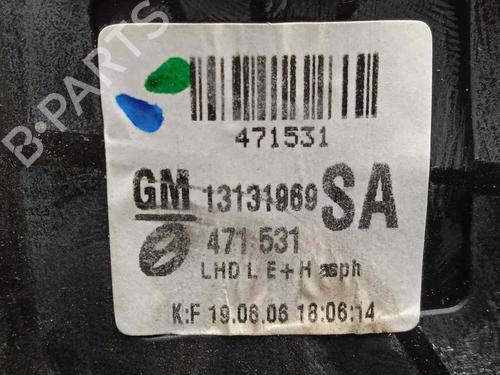 B-PARTS
471531
GM 13131969 SA
471 531
LHD L E+H asph
K:F 19.06.06 18:06:14